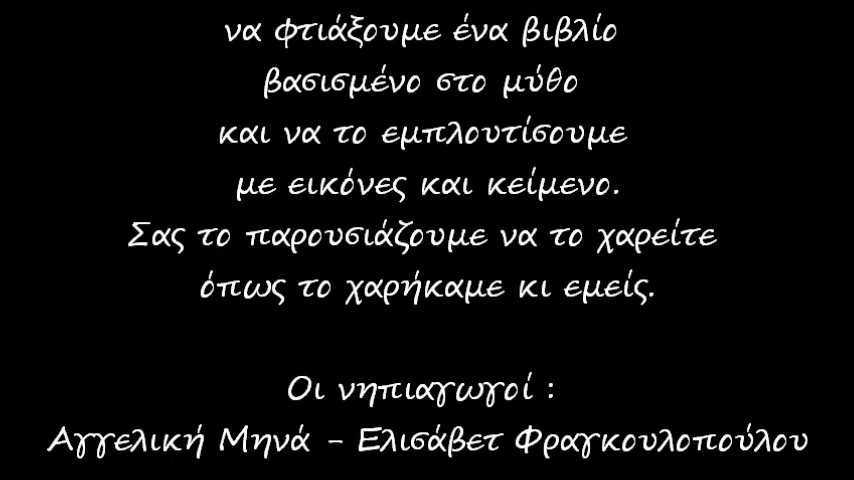 να φτιάξουμε ένα βιβλίο
βασισμένο στο μύθο
και να το εμπλουτίσουμε
με εικόνες και κείμενο.
Σας το παρουσιάζουμε να το χαρείτε
όπως το χαρήκαμε κι εμείς.
Οι νηπιαγωγοί :
Αγγελική Μηνά - Ελισάβετ Φραγκουλοπούλου